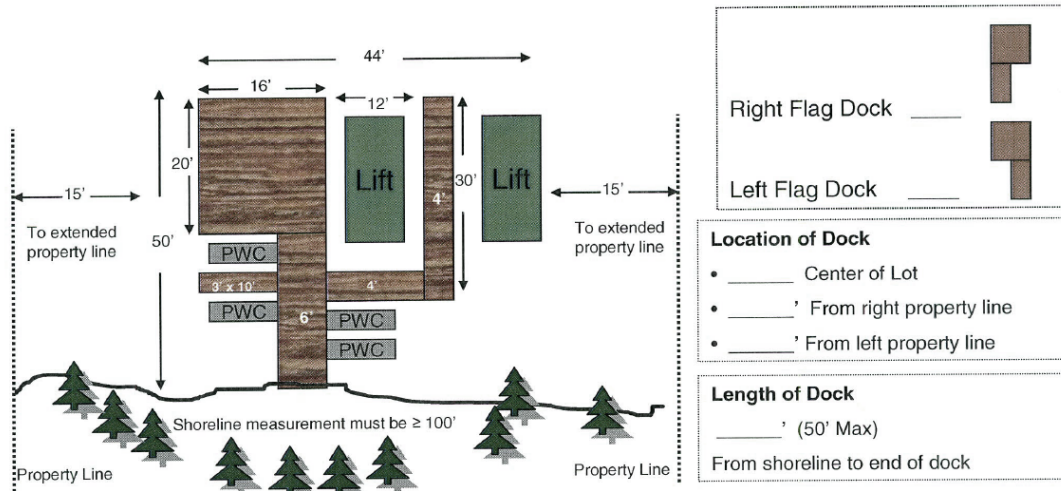 44'
16'
12'
20'
Lift
4'
30'
Lift
15'
To extended
property line
50'
15'
To extended
property line
PWC
3' x 10'
4'
PWC
6'
PWC
PWC
Shoreline measurement must be ≥ 100'
Property Line
Property Line
Right Flag Dock ____
Left Flag Dock ____
Location of Dock
• ______ Center of Lot
• ______' From right property line
• ______' From left property line
Length of Dock
______' (50' Max)
From shoreline to end of dock